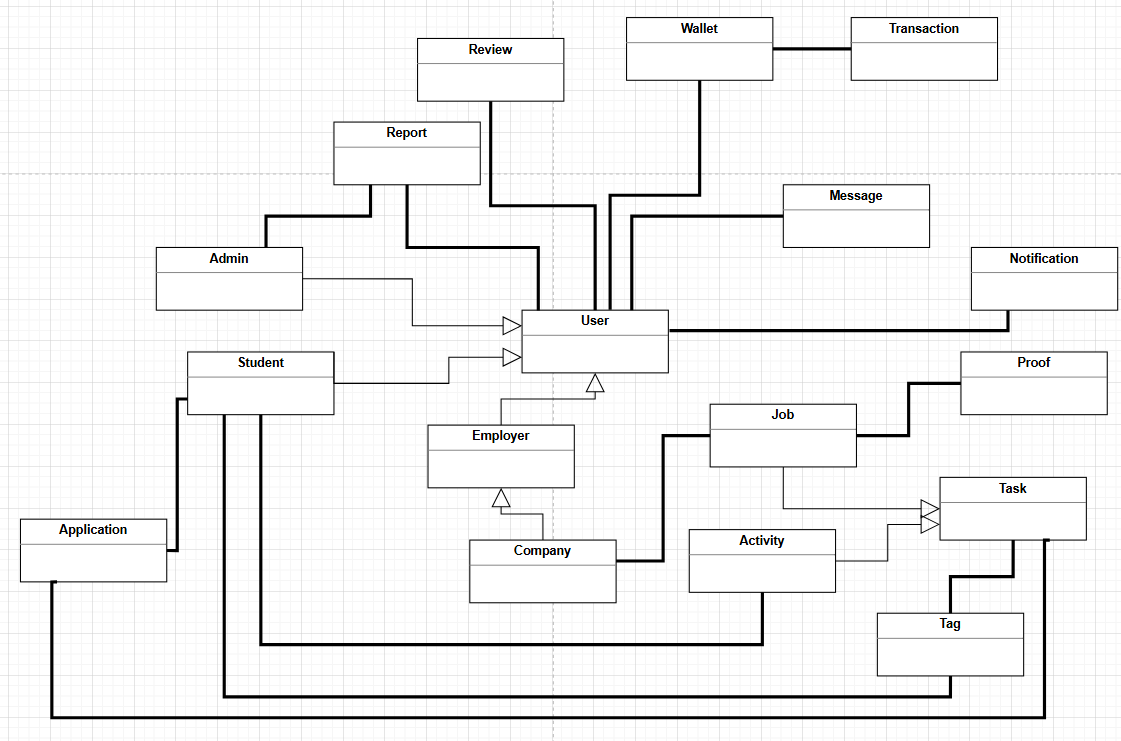 Wallet
Transaction
Review
Report
Message
Admin
Notification
User
Student
Proof
Job
Employer
Task
Application
Activity
Company
Tag